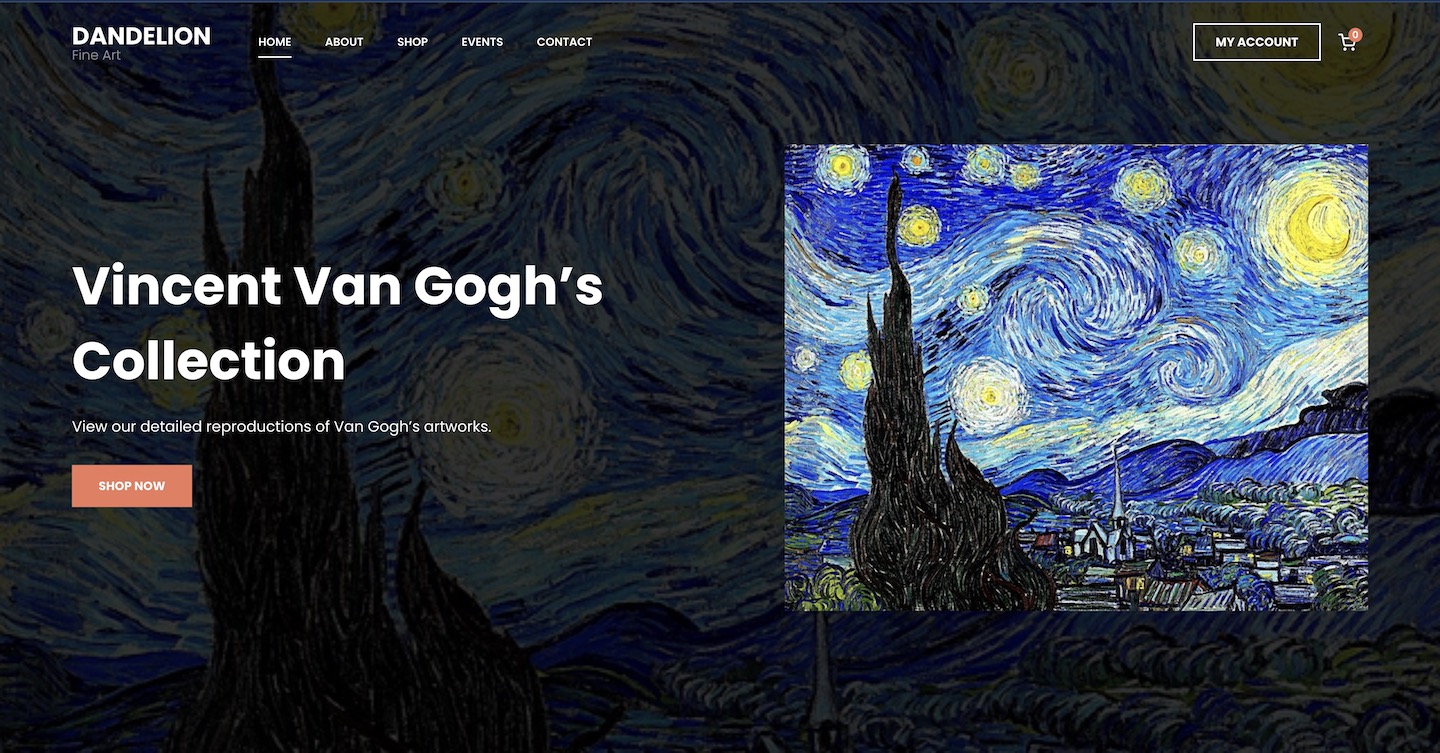 DANDELION
Fine Art
HOME ABOUT SHOP EVENTS CONTACT
MY ACCOUNT
0
Vincent Van Gogh’s
Collection
View our detailed reproductions of Van Gogh’s artworks.
SHOP NOW